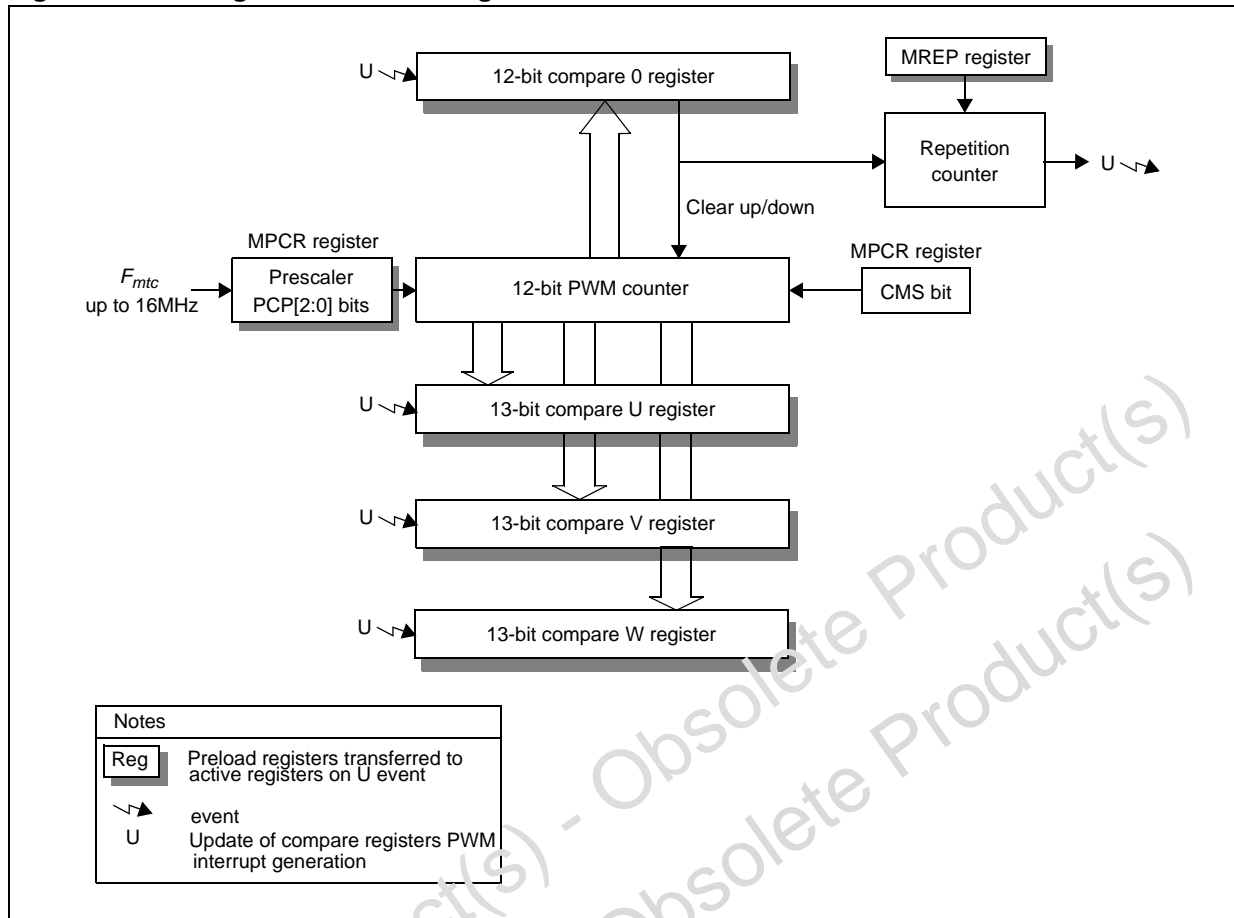 U
12-bit compare 0 register
MREP register
Repetition
counter
U
Clear up/down
MPCR register
MPCR register
Fmtc
up to 16MHz
Prescaler
PCP[2:0] bits
12-bit PWM counter
CMS bit
U
13-bit compare U register
U
13-bit compare V register
U
13-bit compare W register
Notes
Reg
Preload registers transferred to
active registers on U event
event
U
Update of compare registers PWM
interrupt generation
ct(s) - Obsolete Product(s)
Obsolete Product(s)